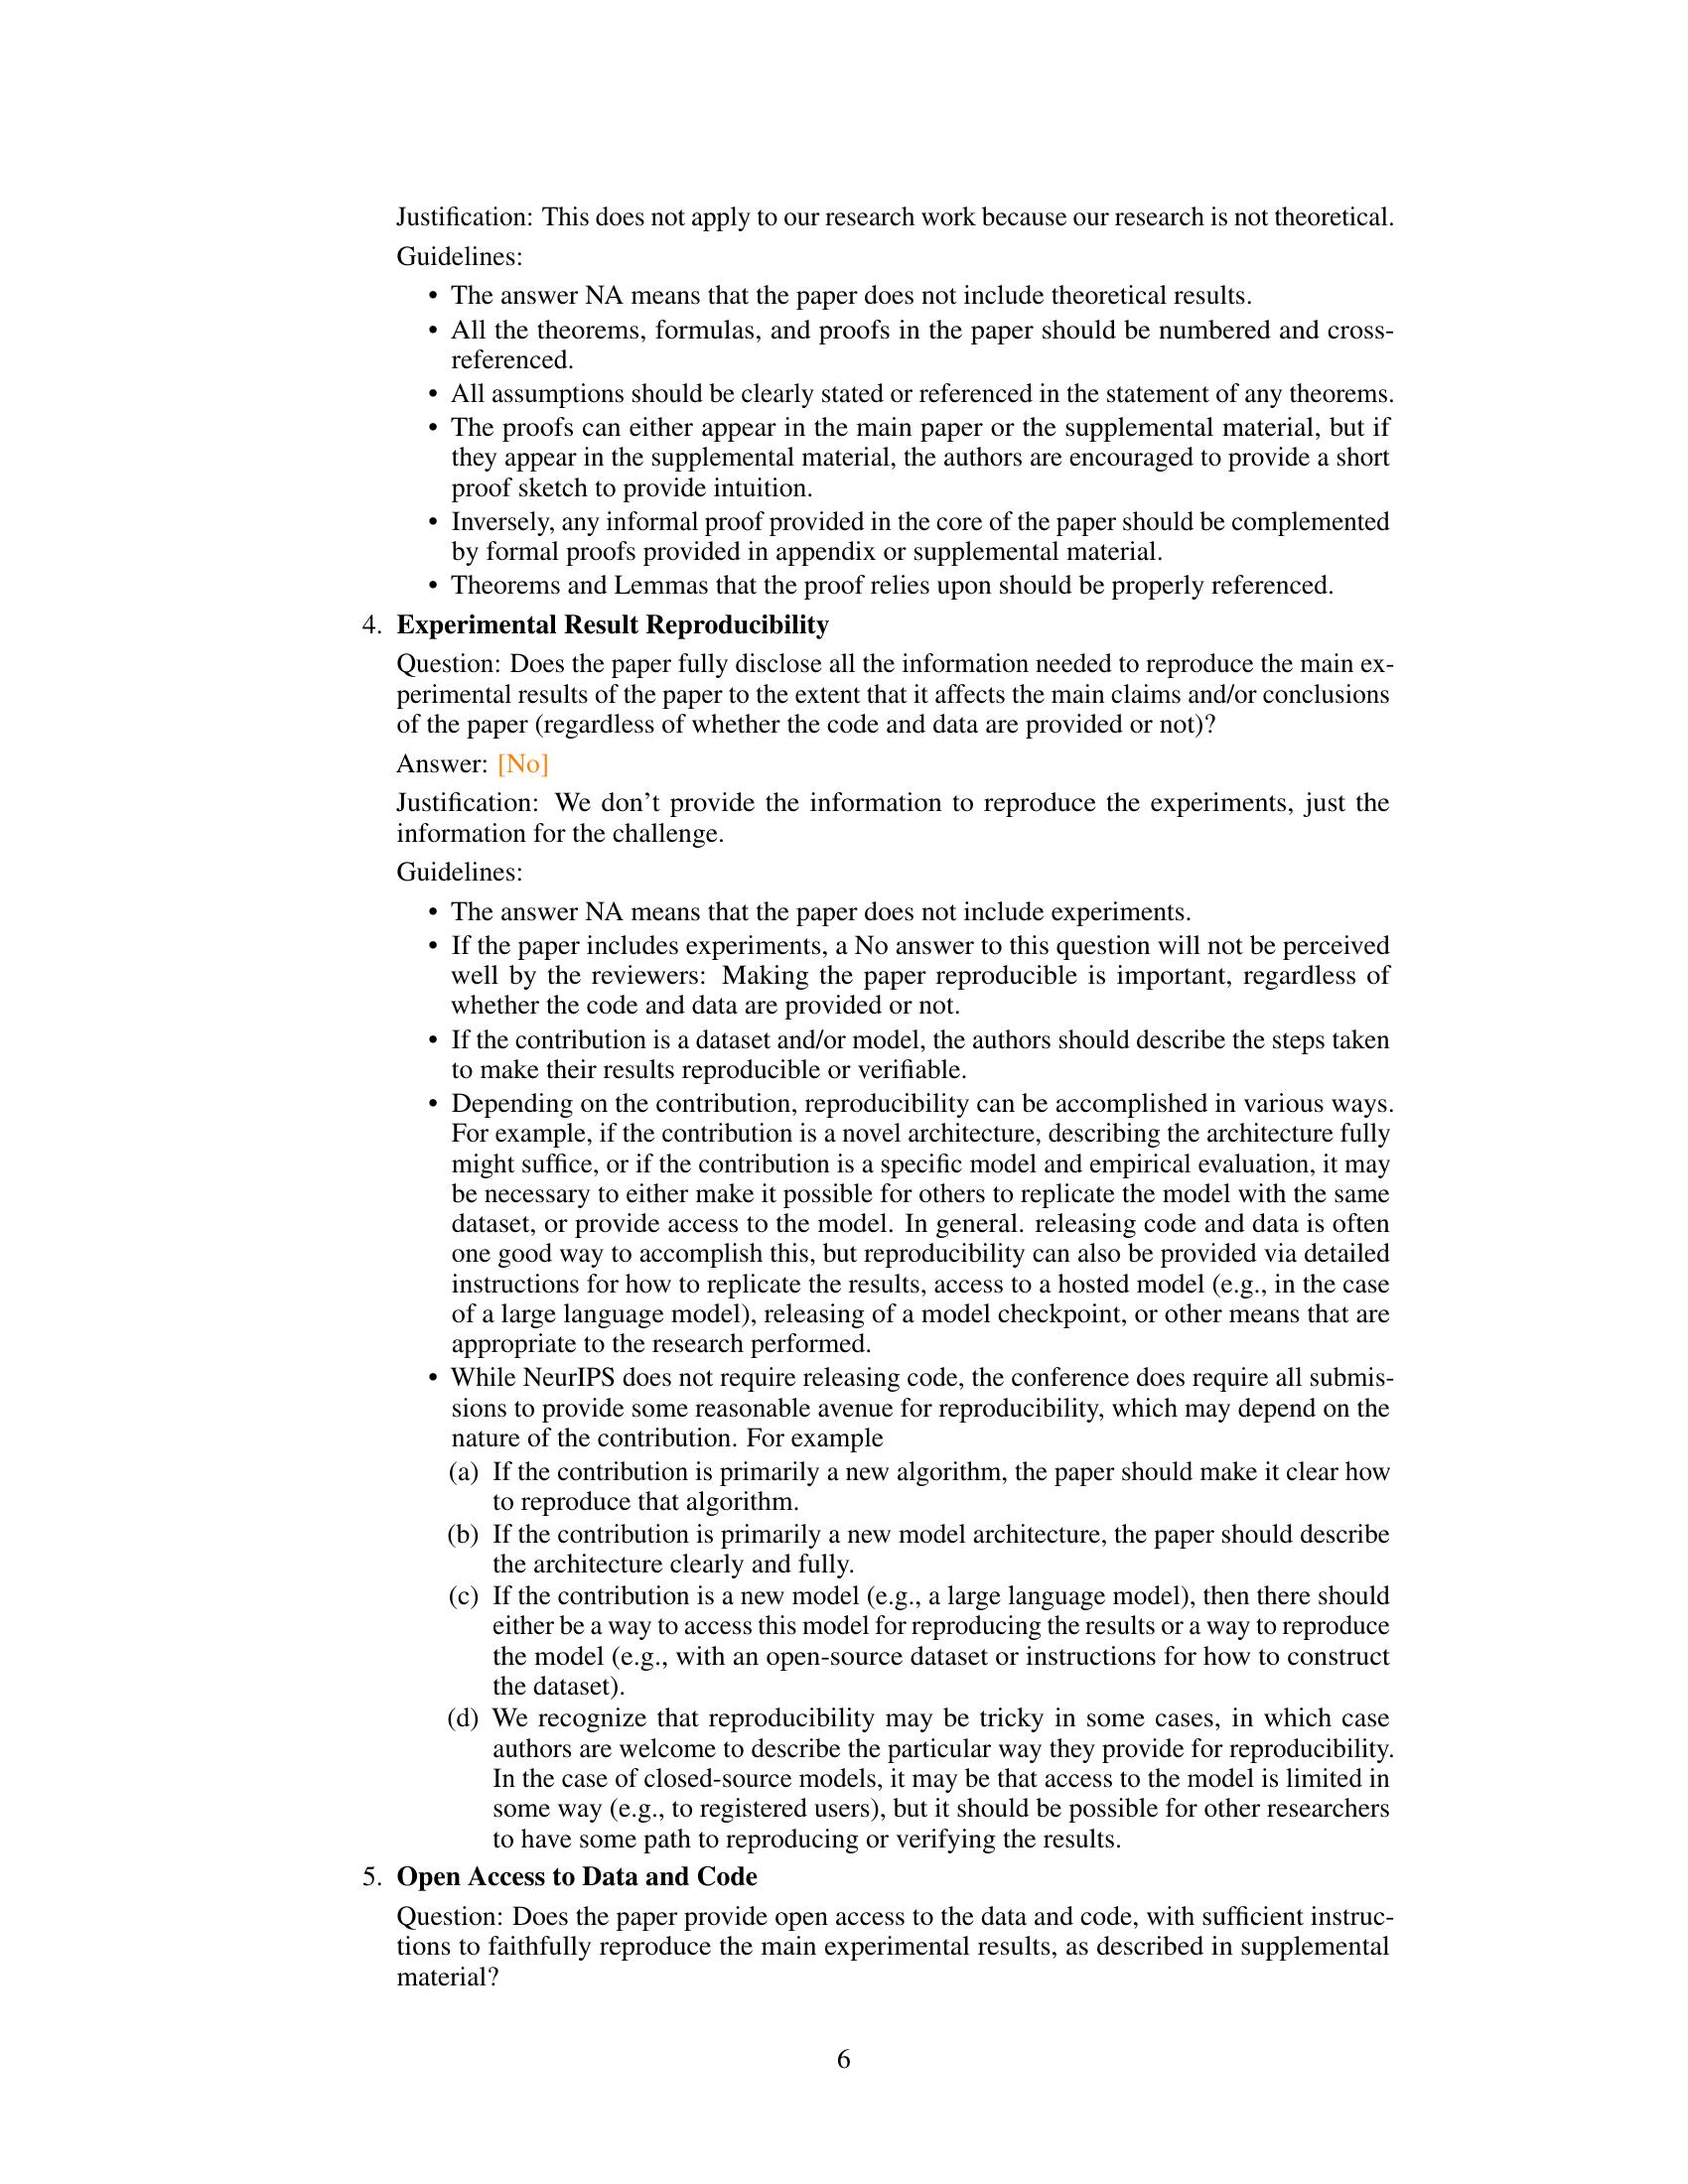 Justification: This does not apply to our research work because our research is not theoretical.
Guidelines:
• The answer NA means that the paper does not include theoretical results.
• All the theorems, formulas, and proofs in the paper should be numbered and cross-
referenced.
• All assumptions should be clearly stated or referenced in the statement of any theorems.
• The proofs can either appear in the main paper or the supplemental material, but if
they appear in the supplemental material, the authors are encouraged to provide a short
proof sketch to provide intuition.
• Inversely, any informal proof provided in the core of the paper should be complemented
by formal proofs provided in appendix or supplemental material.
• Theorems and Lemmas that the proof relies upon should be properly referenced.
4. Experimental Result Reproducibility
Question: Does the paper fully disclose all the information needed to reproduce the main ex-
perimental results of the paper to the extent that it affects the main claims and/or conclusions
of the paper (regardless of whether the code and data are provided or not)?
Answer: [No]
Justification: We don't provide the information to reproduce the experiments, just the
information for the challenge.
Guidelines:
• The answer NA means that the paper does not include experiments.
• If the paper includes experiments, a No answer to this question will not be perceived
well by the reviewers: Making the paper reproducible is important, regardless of
whether the code and data are provided or not.
• If the contribution is a dataset and/or model, the authors should describe the steps taken
to make their results reproducible or verifiable.
• Depending on the contribution, reproducibility can be accomplished in various ways.
For example, if the contribution is a novel architecture, describing the architecture fully
might suffice, or if the contribution is a specific model and empirical evaluation, it may
be necessary to either make it possible for others to replicate the model with the same
dataset, or provide access to the model. In general. releasing code and data is often
one good way to accomplish this, but reproducibility can also be provided via detailed
instructions for how to replicate the results, access to a hosted model (e.g., in the case
of a large language model), releasing of a model checkpoint, or other means that are
appropriate to the research performed.
• While NeurIPS does not require releasing code, the conference does require all submis-
sions to provide some reasonable avenue for reproducibility, which may depend on the
nature of the contribution. For example
(a) If the contribution is primarily a new algorithm, the paper should make it clear how
to reproduce that algorithm.
(b) If the contribution is primarily a new model architecture, the paper should describe
the architecture clearly and fully.
(c) If the contribution is a new model (e.g., a large language model), then there should
either be a way to access this model for reproducing the results or a way to reproduce
the model (e.g., with an open-source dataset or instructions for how to construct
the dataset).
(d) We recognize that reproducibility may be tricky in some cases, in which case
authors are welcome to describe the particular way they provide for reproducibility.
In the case of closed-source models, it may be that access to the model is limited in
some way (e.g., to registered users), but it should be possible for other researchers
to have some path to reproducing or verifying the results.
5. Open Access to Data and Code
Question: Does the paper provide open access to the data and code, with sufficient instruc-
tions to faithfully reproduce the main experimental results, as described in supplemental
material?
6